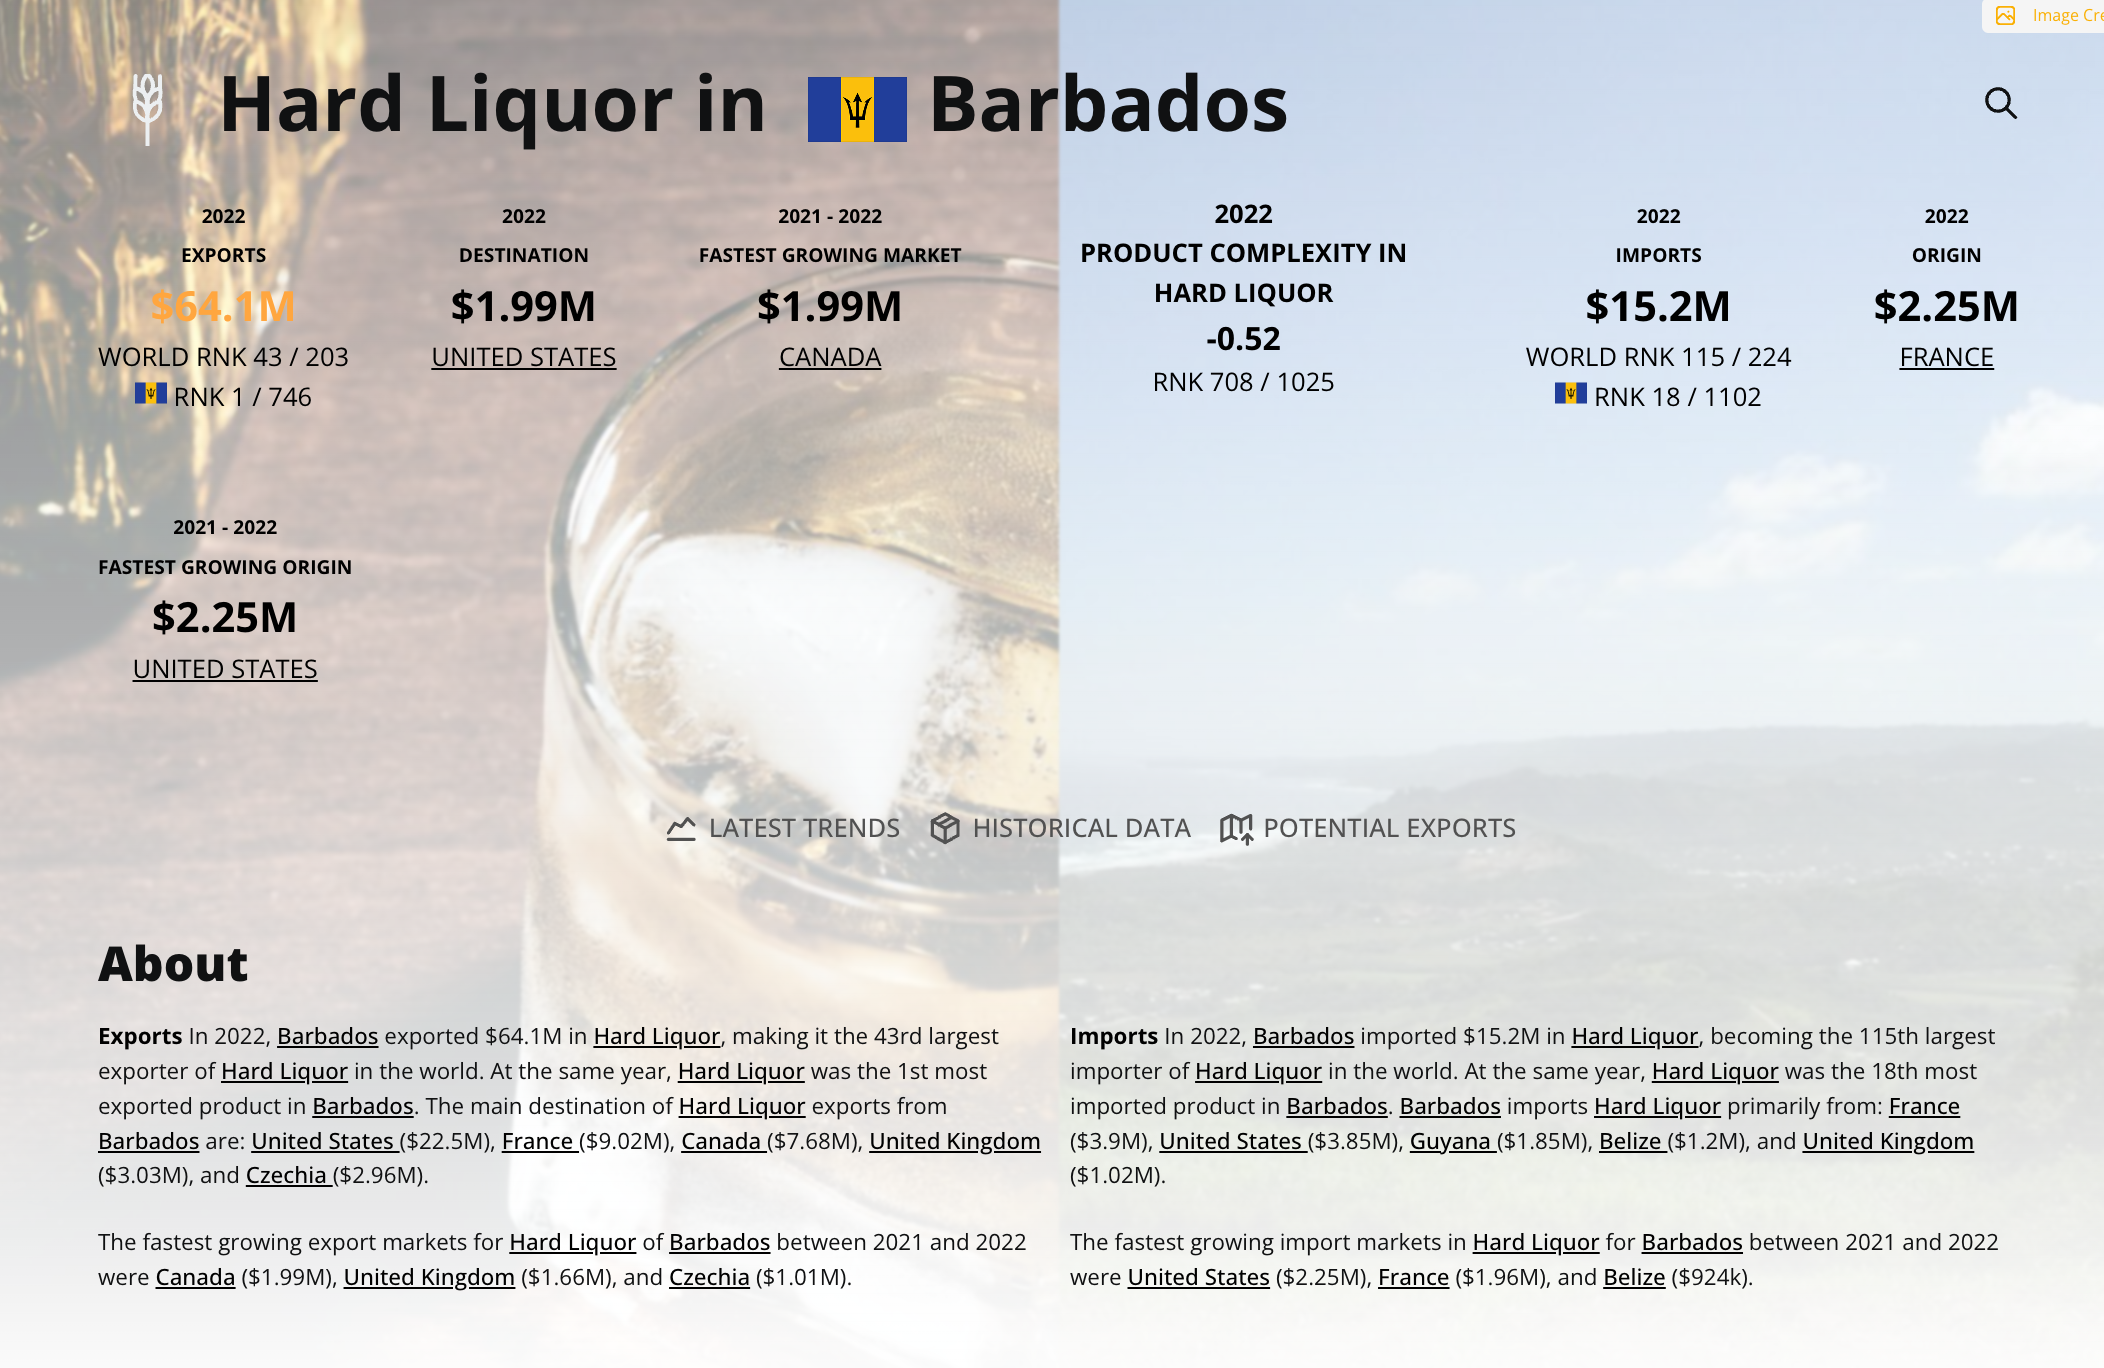 Image Cre
Hard Liquor in Barbados
2022
EXPORTS
$64.1M
WORLD RNK 43 / 203
RNK 1 / 746
2022
DESTINATION
$1.99M
UNITED STATES
2021 - 2022
FASTEST GROWING MARKET
$1.99M
CANADA
2022
PRODUCT COMPLEXITY IN
HARD LIQUOR
-0.52
RNK 708 / 1025
2022
IMPORTS
$15.2M
WORLD RNK 115 / 224
RNK 18 / 1102
2022
ORIGIN
$2.25M
FRANCE
2021 - 2022
FASTEST GROWING ORIGIN
$2.25M
UNITED STATES
LATEST TRENDS
HISTORICAL DATA
POTENTIAL EXPORTS
About
Exports In 2022, Barbados exported $64.1M in Hard Liquor, making it the 43rd largest
exporter of Hard Liquor in the world. At the same year, Hard Liquor was the 1st most
exported product in Barbados. The main destination of Hard Liquor exports from
Barbados are: United States ($22.5M), France ($9.02M), Canada ($7.68M), United Kingdom
($3.03M), and Czechia ($2.96M).
The fastest growing export markets for Hard Liquor of Barbados between 2021 and 2022
were Canada ($1.99M), United Kingdom ($1.66M), and Czechia ($1.01M).
Imports In 2022, Barbados imported $15.2M in Hard Liquor, becoming the 115th largest
importer of Hard Liquor in the world. At the same year, Hard Liquor was the 18th most
imported product in Barbados. Barbados imports Hard Liquor primarily from: France
($3.9M), United States ($3.85M), Guyana ($1.85M), Belize ($1.2M), and United Kingdom
($1.02M).
The fastest growing import markets in Hard Liquor for Barbados between 2021 and 2022
were United States ($2.25M), France ($1.96M), and Belize ($924k).